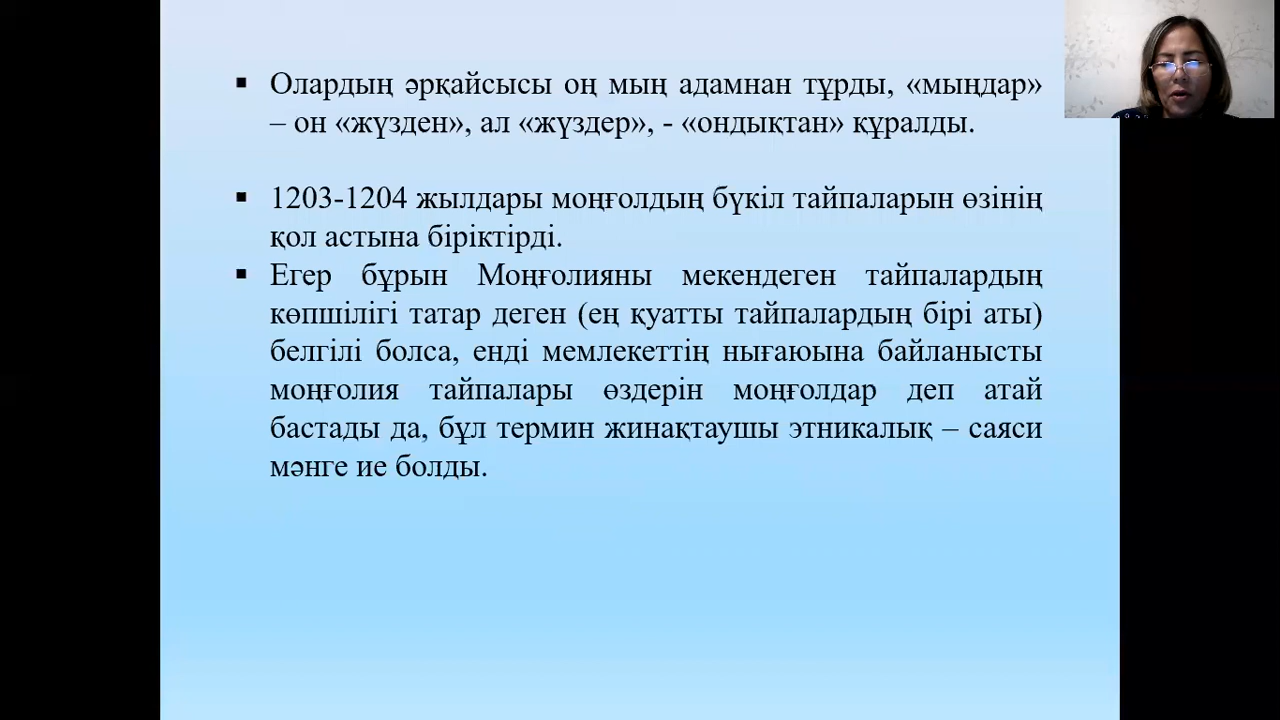 ▪ Олардың әрқайсысы оң мың адамнан тұрды, «мыңдар»
– он «жүзден», ал «жүздер», - «ондықтан» құралды.
▪ 1203-1204 жылдары моңғолдың бүкіл тайпаларын өзінің
қол астына біріктірді.
▪ Егер бұрын Моңғолияны мекендеген тайпалардың
көпшілігі татар деген (ең қуатты тайпалардың бірі аты)
белгілі болса, енді мемлекеттің нығаюына байланысты
моңғолия тайпалары өздерін моңғолдар деп атай
бастады да, бұл термин жинақтаушы этникалық – саяси
мәнге ие болды.